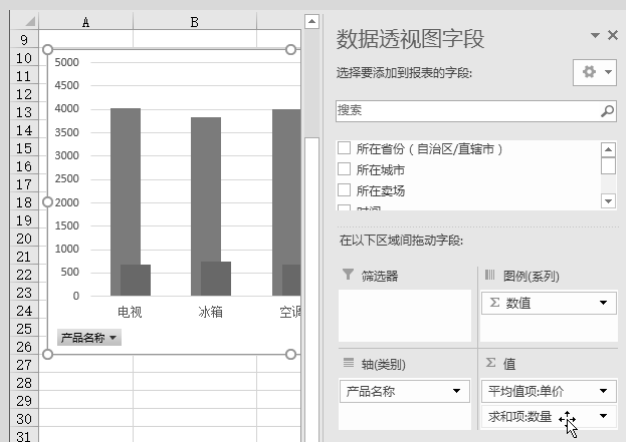 A B
9
10
11
12
13
14
15
16
17
18
19
20
21
22
23
24
25
26
27
28
29
30
31
5000
4500
4000
3500
3000
2500
2000
1500
1000
500
0
电视 冰箱 空调
产品名称
数据透视图字段
选择要添加到报表的字段:
搜索
所在省份（自治区/直辖市）
所在城市
所在卖场
时间
在以下区域间拖动字段:
筛选器
图例(系列)
Σ 数值
轴(类别)
产品名称
Σ 值
平均值项:单价
求和项:数量